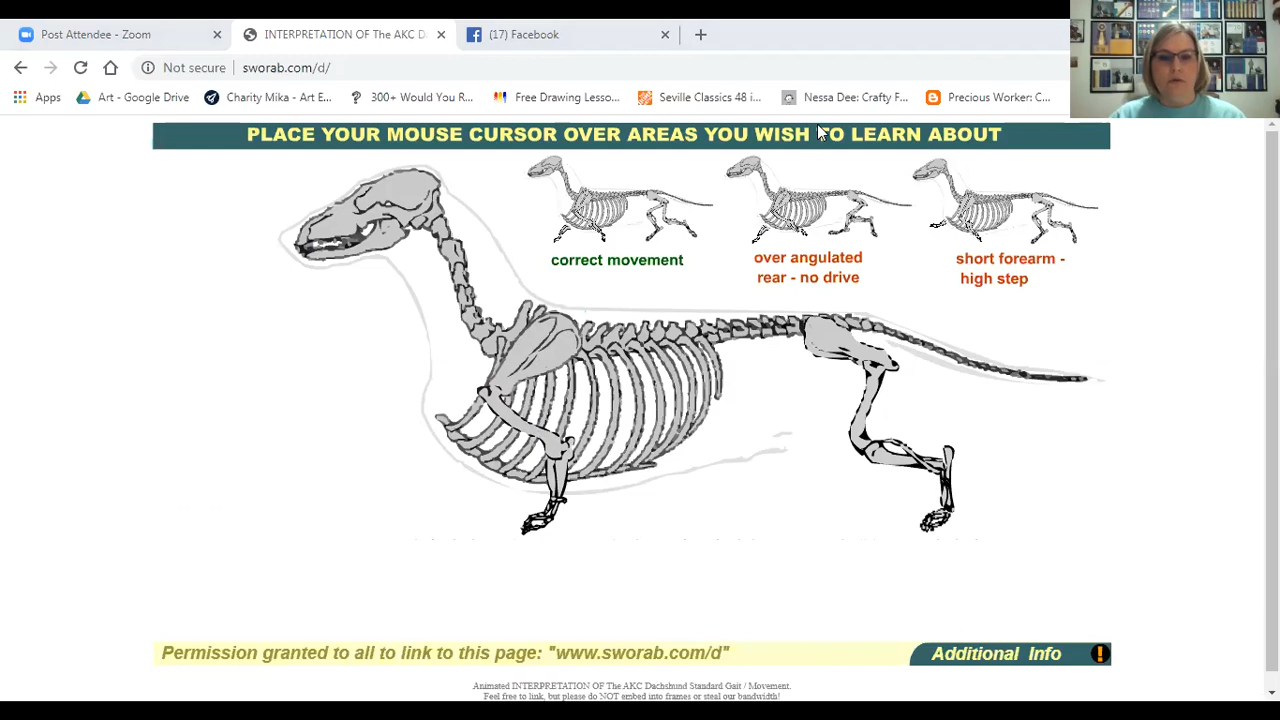 Post Attendee - Zoom
INTERPRETATION OF The AKC D
(17) Facebook
Not secure
sworab.com/d/
Apps
Art - Google Drive
Charity Mika - Art E...
300+ Would You R...
Free Drawing Lesso...
Seville Classics 48 i...
Nessa Dee: Crafty F...
Precious Worker: C...
PLACE YOUR MOUSE CURSOR OVER AREAS YOU WISH TO LEARN ABOUT
correct movement
over angulated
rear - no drive
short forearm -
high step
Permission granted to all to link to this page: "www.sworab.com/d"
Additional Info
Animated INTERPRETATION OF The AKC Dachshund Standard Gait / Movement.
Feel free to link, but please do NOT embed into frames or steal our bandwidth!